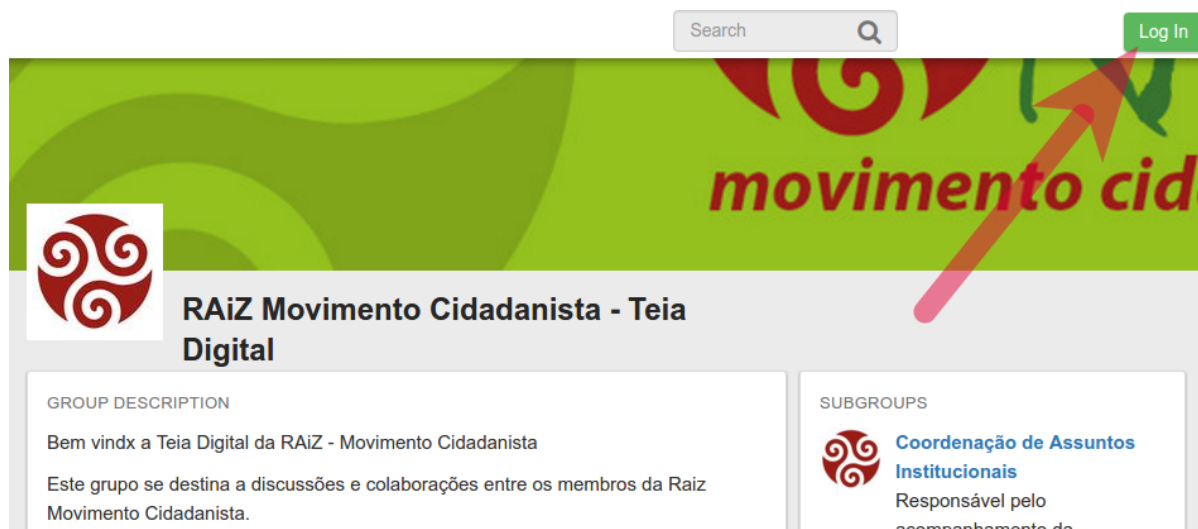 Search
Log In
movimento
RAiZ Movimento Cidadanista - Teia
Digital
GROUP DESCRIPTION
Bem vindx a Teia Digital da RAiZ - Movimento Cidadanista
Este grupo se destina a discussões e colaborações entre os membros da Raiz
Movimento Cidadanista.
SUBGROUPS
Coordenação de Assuntos
Institucionais
Responsável pelo
acompanhamento da